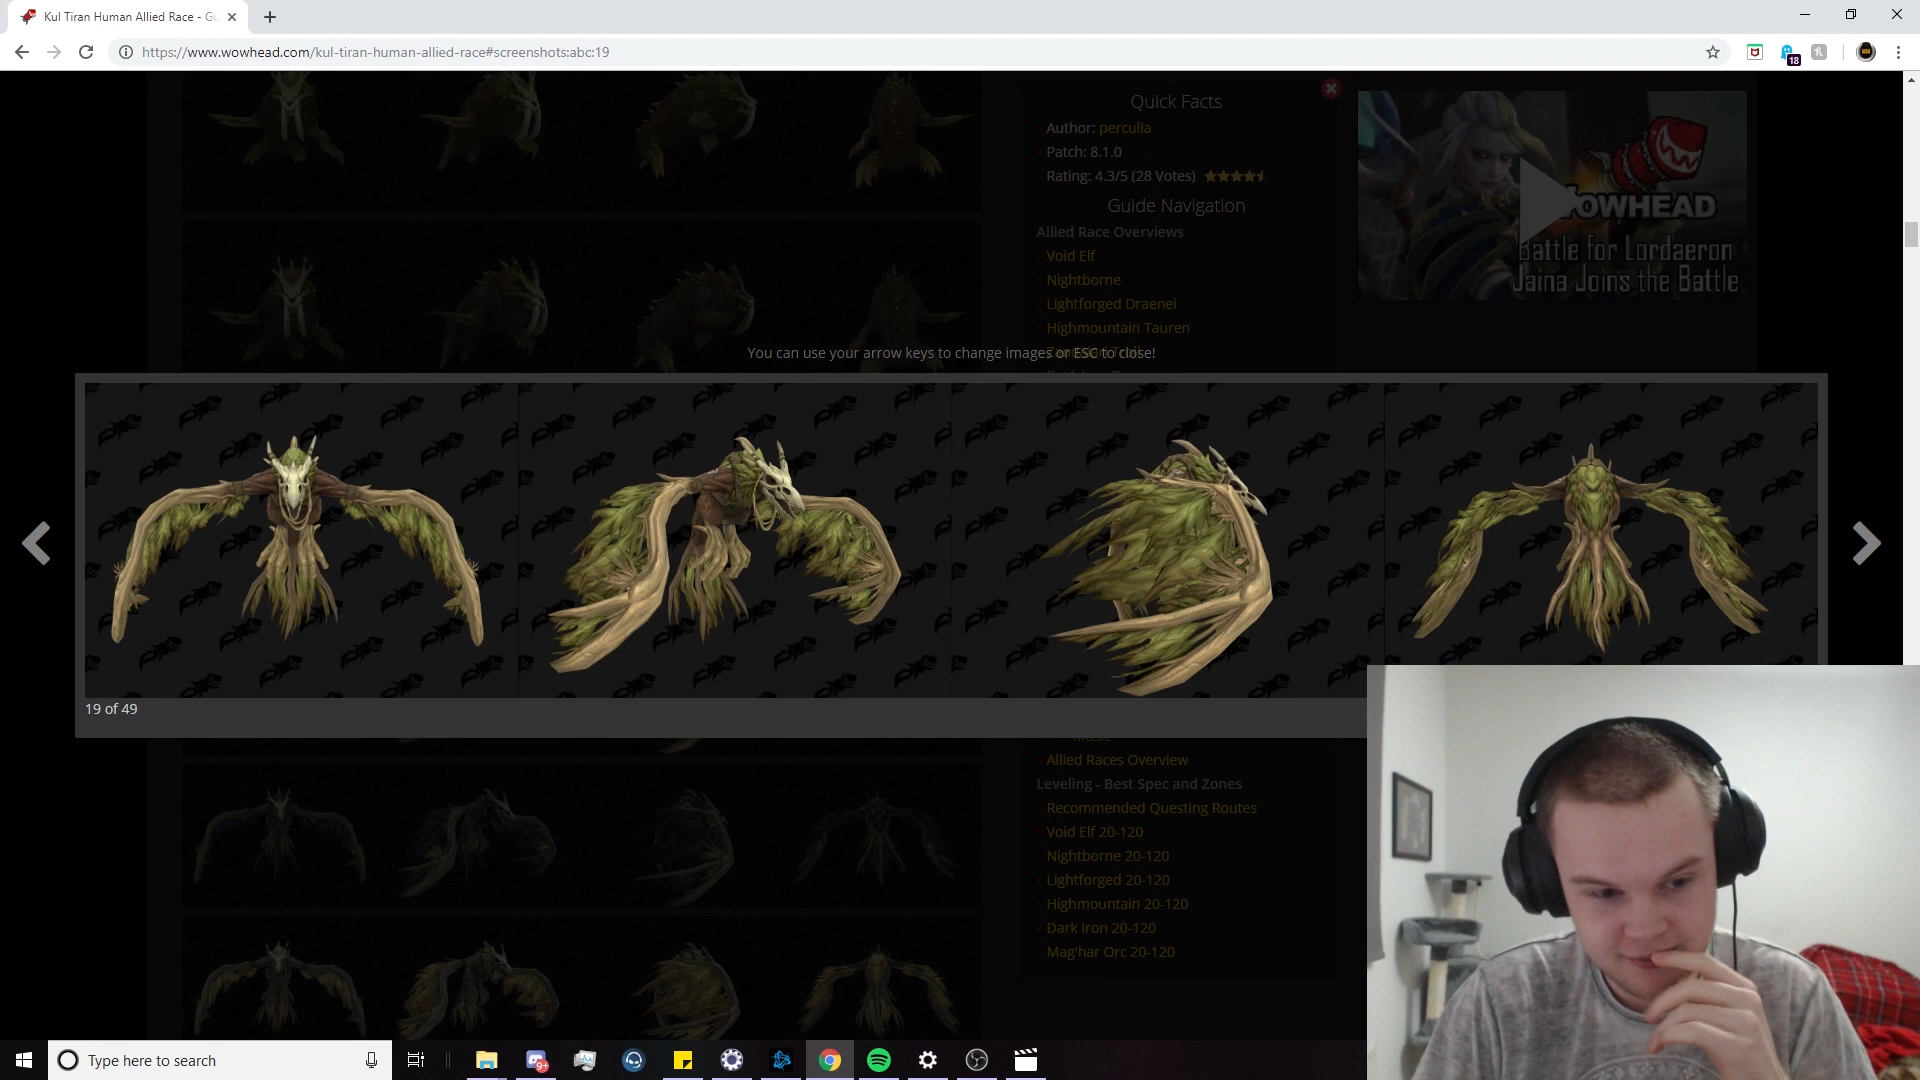 Kul Tiran Human Allied Race - Gu
https://www.wowhead.com/kul-tiran-human-allied-race#screenshots:abc:19
18
Quick Facts
Author: perculia
Patch: 8.1.0
Rating: 4.3/5 (28 Votes)
Guide Navigation
Allied Race Overviews
Void Elf
Nightborne
Lightforged Draenei
Highmountain Tauren
WOWHEAD
Battle for Lordaeron
Jaina Joins the Battle
You can use your arrow keys to change images or ESC to close!
19 of 49
Music
Allied Races Overview
Leveling - Best Spec and Zones
Recommended Questing Routes
Void Elf 20-120
Nightborne 20-120
Lightforged 20-120
Highmountain 20-120
Dark Iron 20-120
Mag'har Orc 20-120
Type here to search